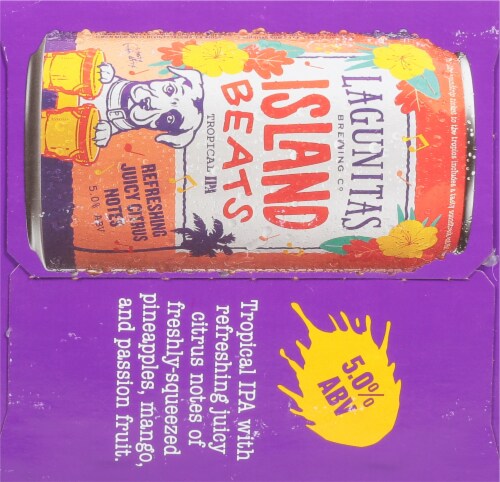 LAGUNITAS
BREWING CO
ISLAND
BEATS
TROPICAL IPA
REFRESHING
JUICY CITRUS
NOTES
5.0% ABV
5.0%
ABV
Tropical IPA with
refreshing juicy
citrus notes of
freshly-squeezed
pineapples, mango,
and passion fruit.